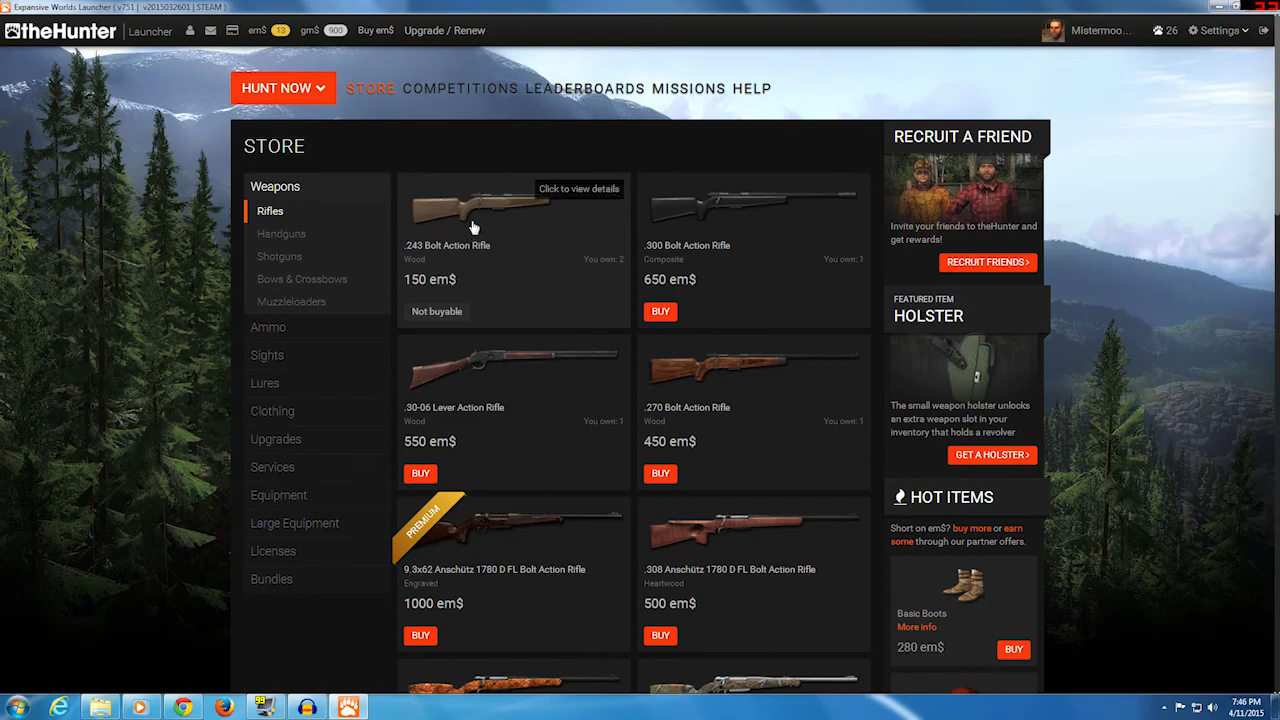 Expansive Worlds Launcher ( v751 | v2015032601 | STEAM )
theHunter Launcher em$ 13 gm$ 900 Buy em$ Upgrade / Renew Mistermoo... 26 Settings
HUNT NOW STORE COMPETITIONS LEADERBOARDS MISSIONS HELP
STORE
Weapons
Rifles
Handguns
Shotguns
Bows & Crossbows
Muzzleloaders
Ammo
Sights
Lures
Clothing
Upgrades
Services
Equipment
Large Equipment
Licenses
Bundles
Click to view details
.243 Bolt Action Rifle
Wood You own: 2
150 em$
Not buyable
.300 Bolt Action Rifle
Composite You own: 1
650 em$
BUY
.30-06 Lever Action Rifle
Wood You own: 1
550 em$
BUY
.270 Bolt Action Rifle
Wood You own: 1
450 em$
BUY
PREMIUM
9.3x62 Anschütz 1780 D FL Bolt Action Rifle
Engraved
1000 em$
BUY
.308 Anschütz 1780 D FL Bolt Action Rifle
Heartwood
500 em$
BUY
RECRUIT A FRIEND
Invite your friends to theHunter and
get rewards!
RECRUIT FRIENDS›
FEATURED ITEM
HOLSTER
The small weapon holster unlocks
an extra weapon slot in your
inventory that holds a revolver
GET A HOLSTER›
HOT ITEMS
Short on em$? buy more or earn
some through our partner offers.
Basic Boots
More info
280 em$
BUY
99
7:46 PM
4/11/2015